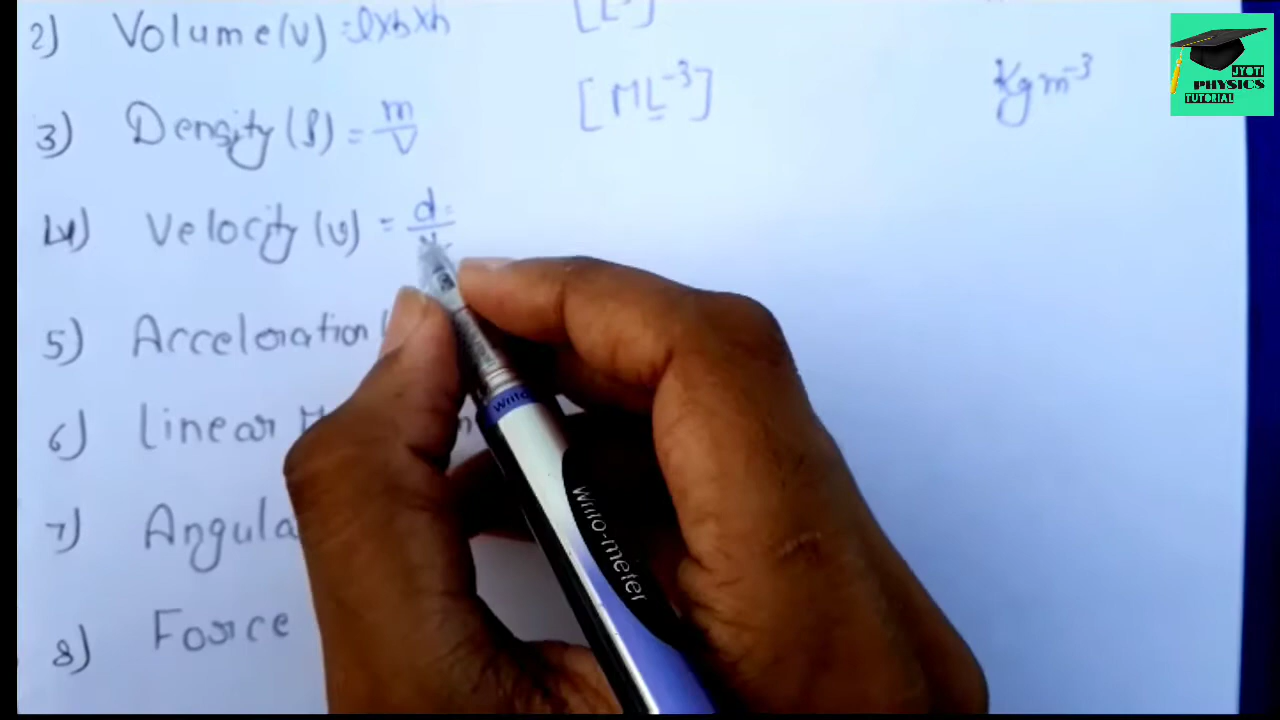 2) Volume (v) = l×b×h
3) Density (ρ) = m/V [ML⁻³] Kg m⁻³
4) Velocity (v) = d
5) Acceleration (
6) Linear
7) Angula
8) Force
Writo-meter
JYOTI
PHYSICS
TUTORIAL